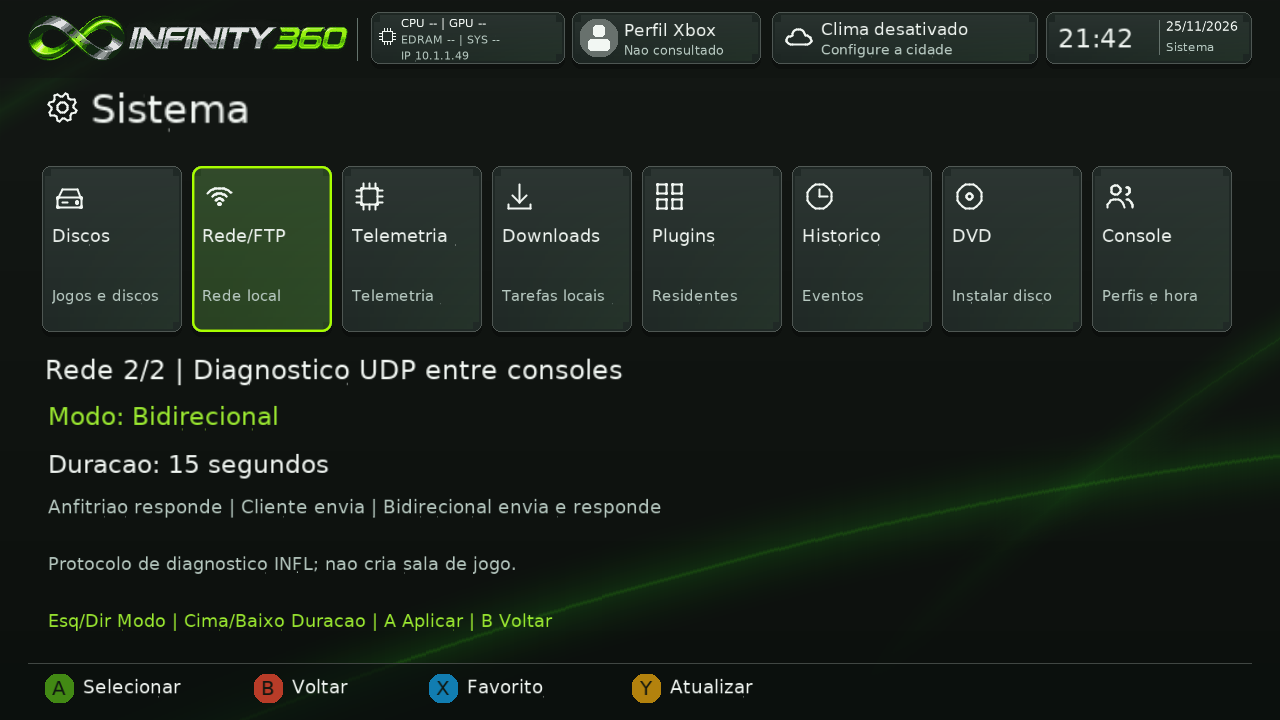 INFINITY 360
CPU -- | GPU --
EDRAM -- | SYS --
IP 10.1.1.49
Perfil Xbox
Nao consultado
Clima desativado
Configure a cidade
21:42
25/11/2026
Sistema
Sistema
Discos
Jogos e discos
Rede/FTP
Rede local
Telemetria
Telemetria
Downloads
Tarefas locais
Plugins
Residentes
Historico
Eventos
DVD
Instalar disco
Console
Perfis e hora
Rede 2/2 | Diagnostico UDP entre consoles
Modo: Bidirecional
Duracao: 15 segundos
Anfitriao responde | Cliente envia | Bidirecional envia e responde
Protocolo de diagnostico INFL; nao cria sala de jogo.
Esq/Dir Modo | Cima/Baixo Duracao | A Aplicar | B Voltar
A Selecionar
B Voltar
X Favorito
Y Atualizar